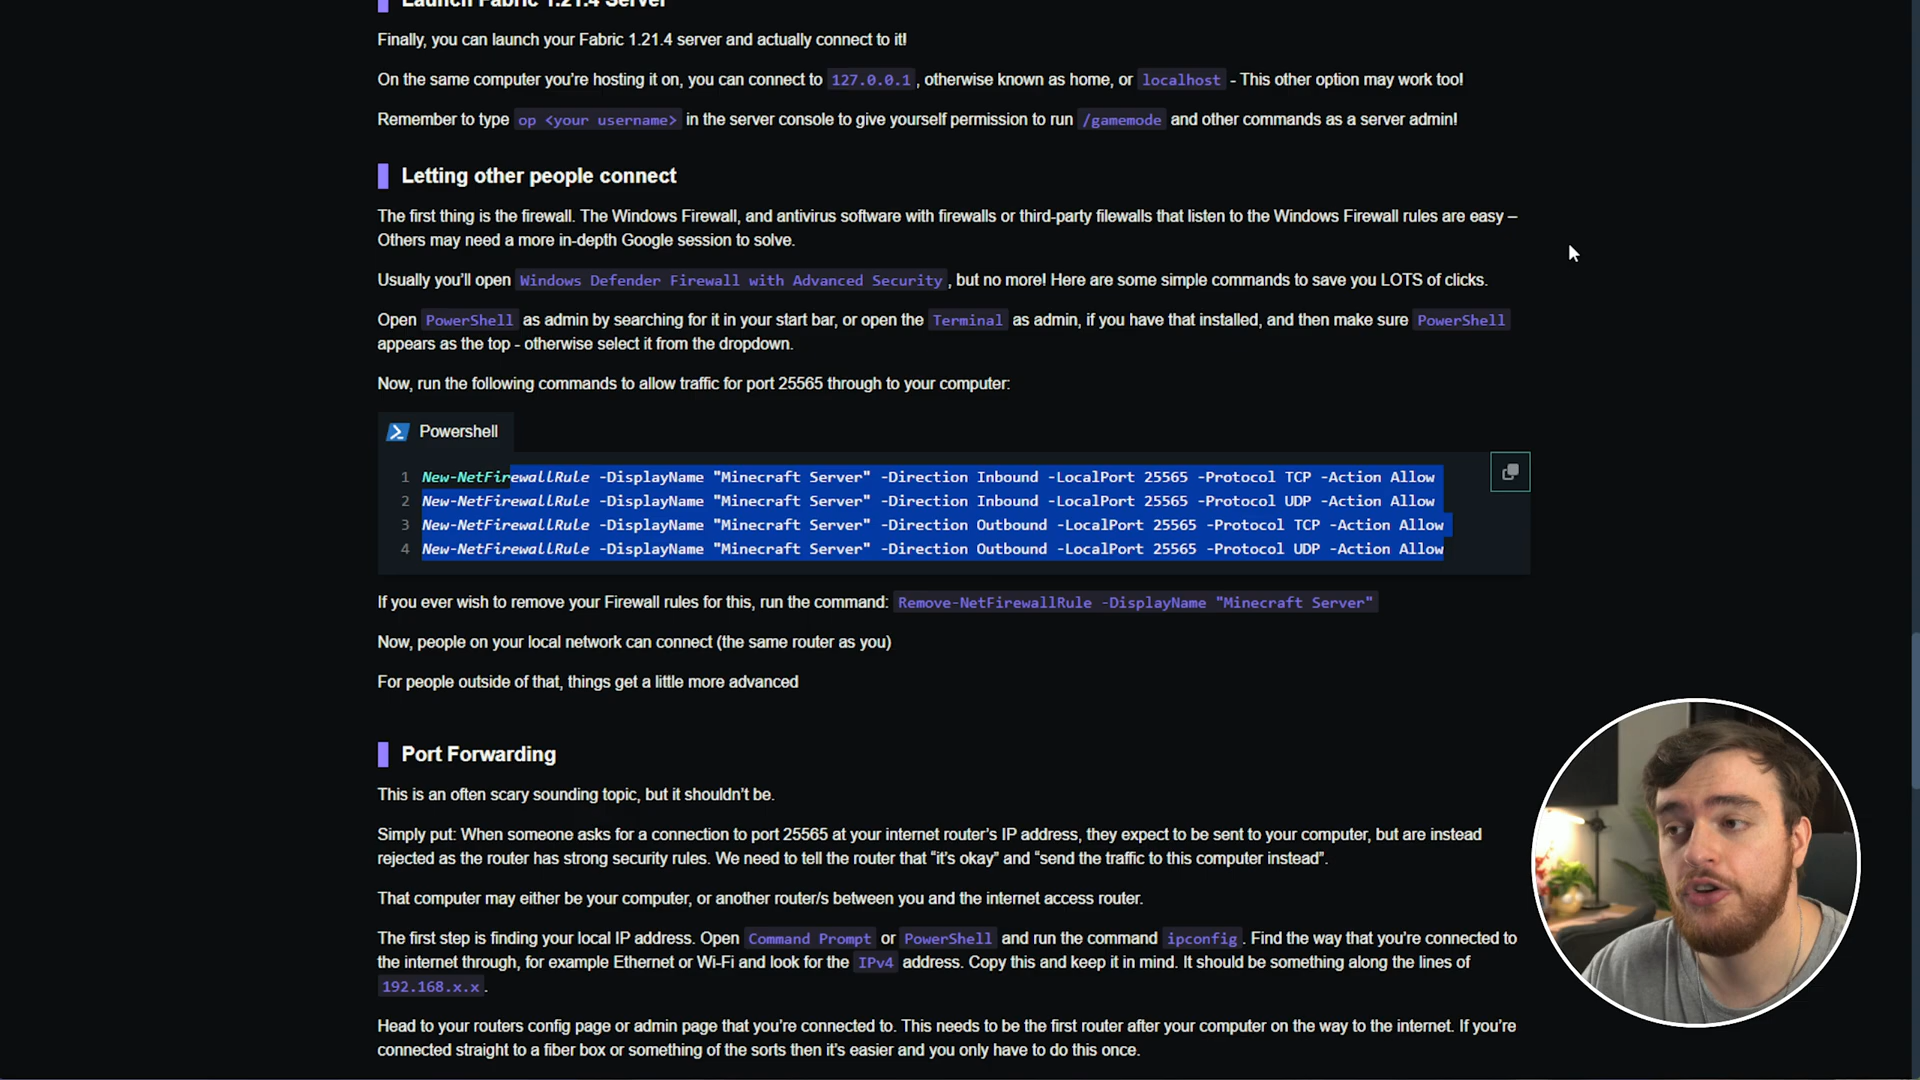 Launch Fabric 1.21.4 Server
Finally, you can launch your Fabric 1.21.4 server and actually connect to it!
On the same computer you're hosting it on, you can connect to 127.0.0.1, otherwise known as home, or localhost - This other option may work too!
Remember to type op <your username> in the server console to give yourself permission to run /gamemode and other commands as a server admin!
Letting other people connect
The first thing is the firewall. The Windows Firewall, and antivirus software with firewalls or third-party filewalls that listen to the Windows Firewall rules are easy –
Others may need a more in-depth Google session to solve.
Usually you'll open Windows Defender Firewall with Advanced Security, but no more! Here are some simple commands to save you LOTS of clicks.
Open PowerShell as admin by searching for it in your start bar, or open the Terminal as admin, if you have that installed, and then make sure PowerShell
appears as the top - otherwise select it from the dropdown.
Now, run the following commands to allow traffic for port 25565 through to your computer:
Powershell
1 New-NetFirewallRule -DisplayName "Minecraft Server" -Direction Inbound -LocalPort 25565 -Protocol TCP -Action Allow
2 New-NetFirewallRule -DisplayName "Minecraft Server" -Direction Inbound -LocalPort 25565 -Protocol UDP -Action Allow
3 New-NetFirewallRule -DisplayName "Minecraft Server" -Direction Outbound -LocalPort 25565 -Protocol TCP -Action Allow
4 New-NetFirewallRule -DisplayName "Minecraft Server" -Direction Outbound -LocalPort 25565 -Protocol UDP -Action Allow
If you ever wish to remove your Firewall rules for this, run the command: Remove-NetFirewallRule -DisplayName "Minecraft Server"
Now, people on your local network can connect (the same router as you)
For people outside of that, things get a little more advanced
Port Forwarding
This is an often scary sounding topic, but it shouldn't be.
Simply put: When someone asks for a connection to port 25565 at your internet router's IP address, they expect to be sent to your computer, but are instead
rejected as the router has strong security rules. We need to tell the router that “it's okay” and “send the traffic to this computer instead”.
That computer may either be your computer, or another router/s between you and the internet access router.
The first step is finding your local IP address. Open Command Prompt or PowerShell and run the command ipconfig. Find the way that you're connected to
the internet through, for example Ethernet or Wi-Fi and look for the IPv4 address. Copy this and keep it in mind. It should be something along the lines of
192.168.x.x.
Head to your routers config page or admin page that you're connected to. This needs to be the first router after your computer on the way to the internet. If you're
connected straight to a fiber box or something of the sorts then it's easier and you only have to do this once.